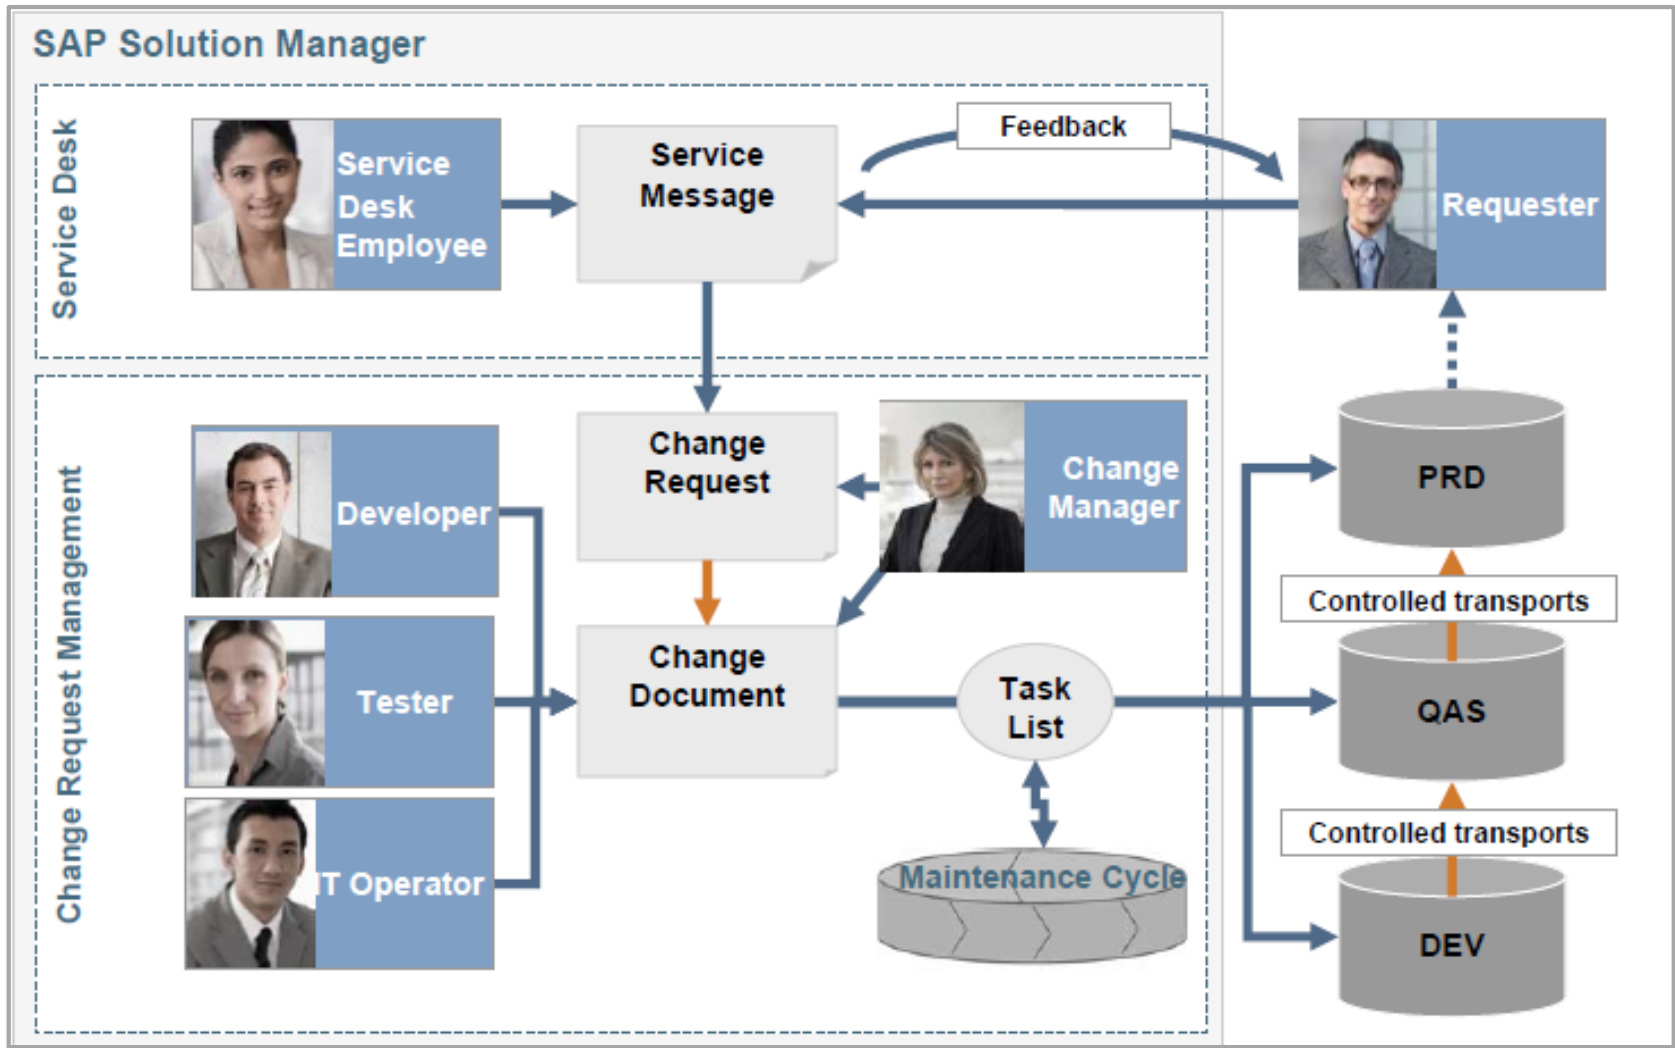 SAP Solution Manager
Service Desk
Service
Desk
Employee
Service
Message
Feedback
Requester
Change Request Management
Developer
Change
Request
Change
Manager
PRD
Controlled transports
Tester
Change
Document
Task
List
QAS
Controlled transports
IT Operator
Maintenance Cycle
DEV